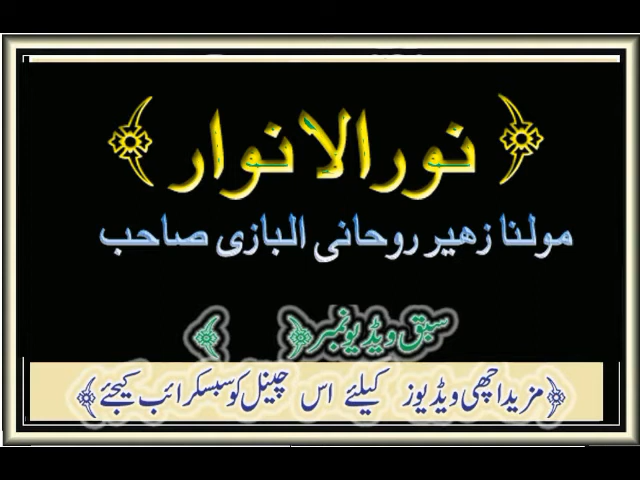 ﴿ نورالانوار ﴾
مولنا زهیر روحانی البازی صاحب
سبق ویڈیو نمبر ﴿ ﴾
﴿ مزید اچھی ویڈیوز کیلئے اس چینل کو سبسکرائب کیجئے ﴾